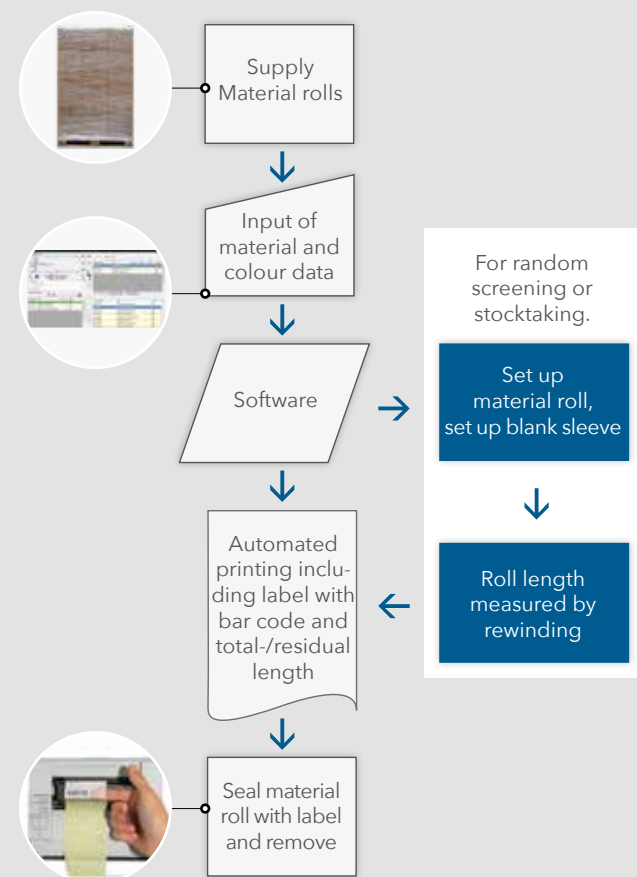 Supply
Material rolls
Input of
material and
colour data
Software
For random
screening or
stocktaking.
Set up
material roll,
set up blank sleeve
Roll length
measured by
rewinding
Automated
printing inclu-
ding label with
bar code and
total-/residual
length
Seal material
roll with label
and remove